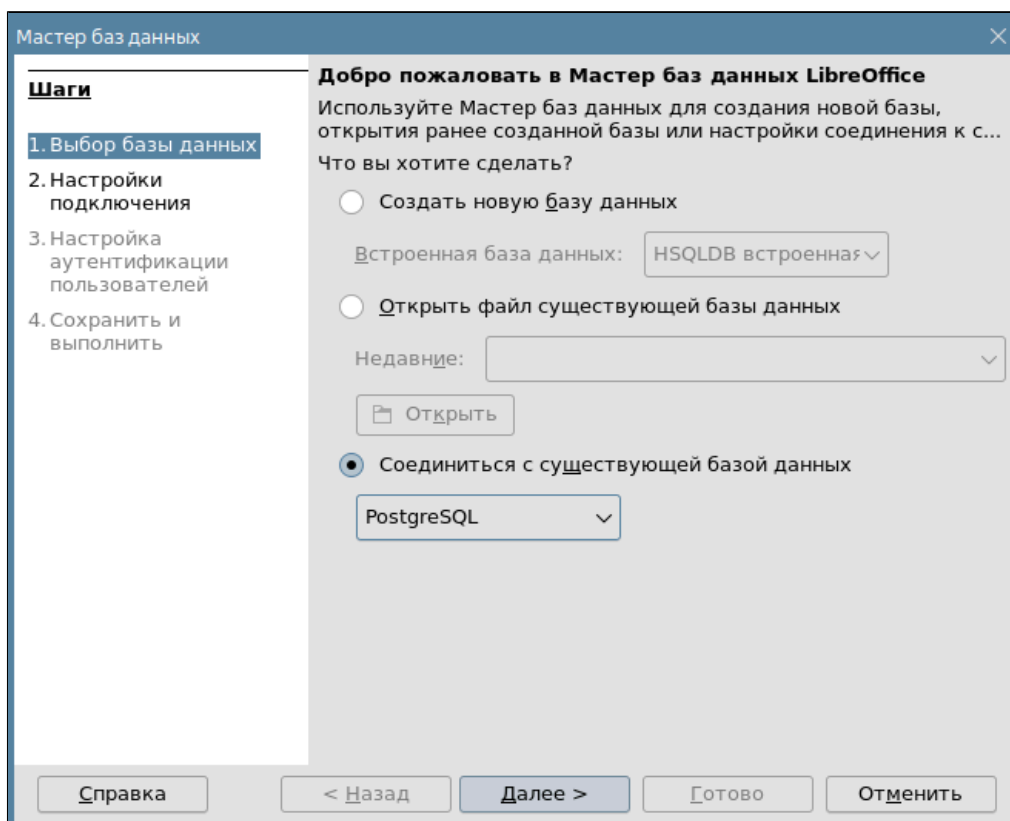 Мастер баз данных
Шаги
1. Выбор базы данных
2. Настройки
подключения
3. Настройка
аутентификации
пользователей
4. Сохранить и
выполнить
Добро пожаловать в Мастер баз данных LibreOffice
Используйте Мастер баз данных для создания новой базы,
открытия ранее созданной базы или настройки соединения к с...
Что вы хотите сделать?
Создать новую базу данных
Встроенная база данных: HSQLDB встроенная
Открыть файл существующей базы данных
Недавние:
Открыть
Соединиться с существующей базой данных
PostgreSQL
Справка
< Назад
Далее >
Готово
Отменить